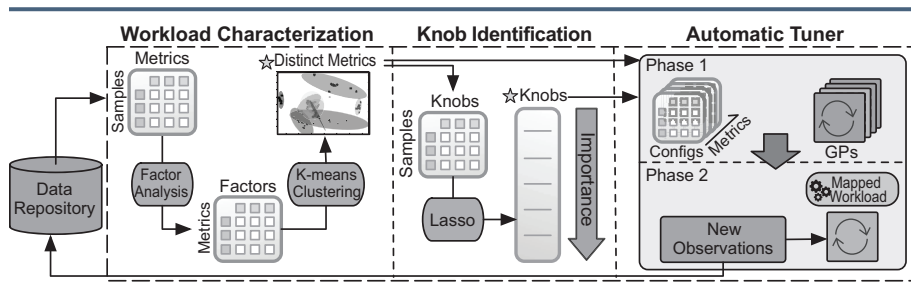 Workload Characterization
Knob Identification
Automatic Tuner
Metrics
Samples
Factor
Analysis
Data
Repository
☆Distinct Metrics
K-means
Clustering
Factors
Metrics
Knobs
Samples
Lasso
☆Knobs
Importance
Phase 1
Configs
Metrics
GPs
Phase 2
Mapped
Workload
New
Observations